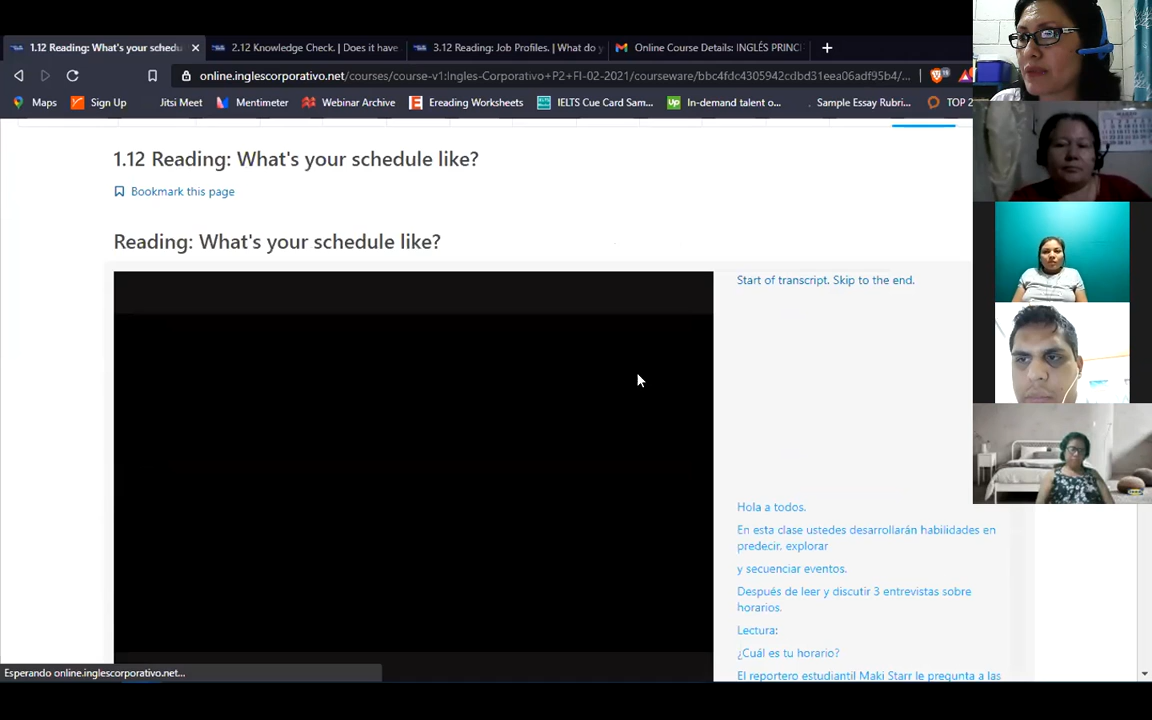 1.12 Reading: What's your schedu
2.12 Knowledge Check. | Does it have
3.12 Reading: Job Profiles. | What do y
Online Course Details: INGLÉS PRINC
online.inglescorporativo.net/courses/course-v1:Ingles-Corporativo+P2+FI-02-2021/courseware/bbc4fdc4305942cdbd31eea06adf95b4/...
Maps
Sign Up
Jitsi Meet
Mentimeter
Webinar Archive
Ereading Worksheets
IELTS Cue Card Sam...
In-demand talent o...
Sample Essay Rubri...
TOP 2
1.12 Reading: What's your schedule like?
Bookmark this page
Reading: What's your schedule like?
Start of transcript. Skip to the end.
Hola a todos.
En esta clase ustedes desarrollarán habilidades en
predecir. explorar
y secuenciar eventos.
Después de leer y discutir 3 entrevistas sobre
horarios.
Lectura:
¿Cuál es tu horario?
El reportero estudiantil Maki Starr le pregunta a las
Esperando online.inglescorporativo.net...